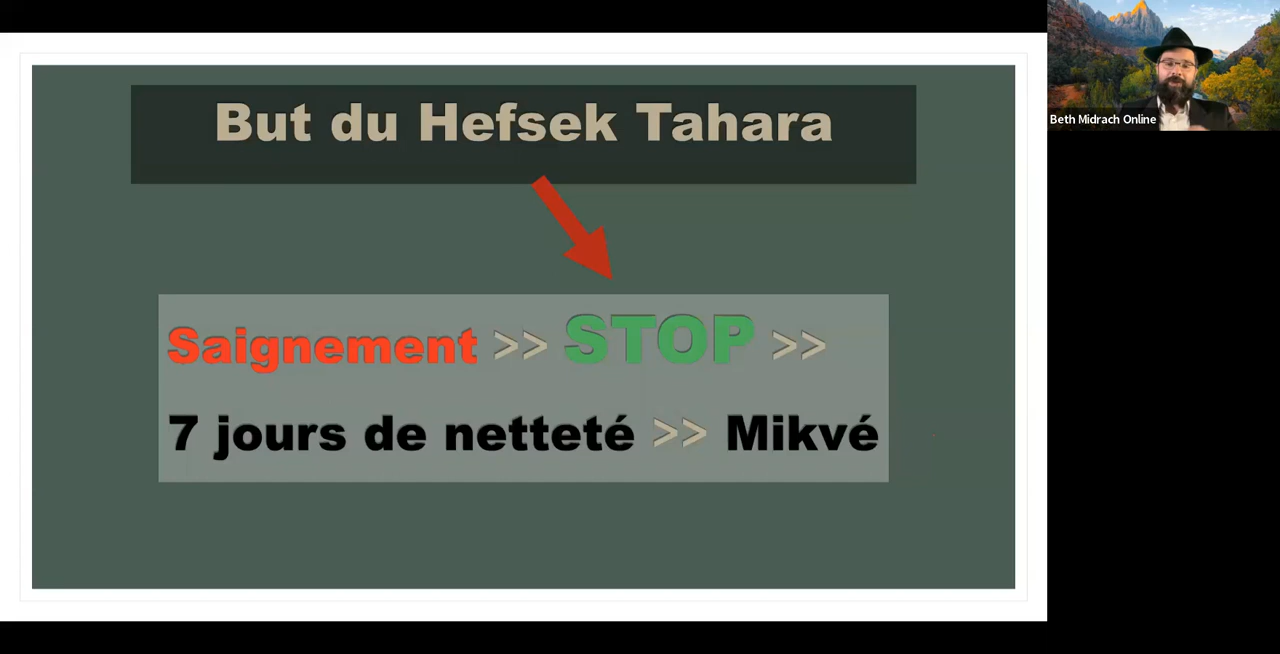 But du Hefsek Tahara
Saignement >> STOP >>
7 jours de netteté >> Mikvé
Beth Midrach Online